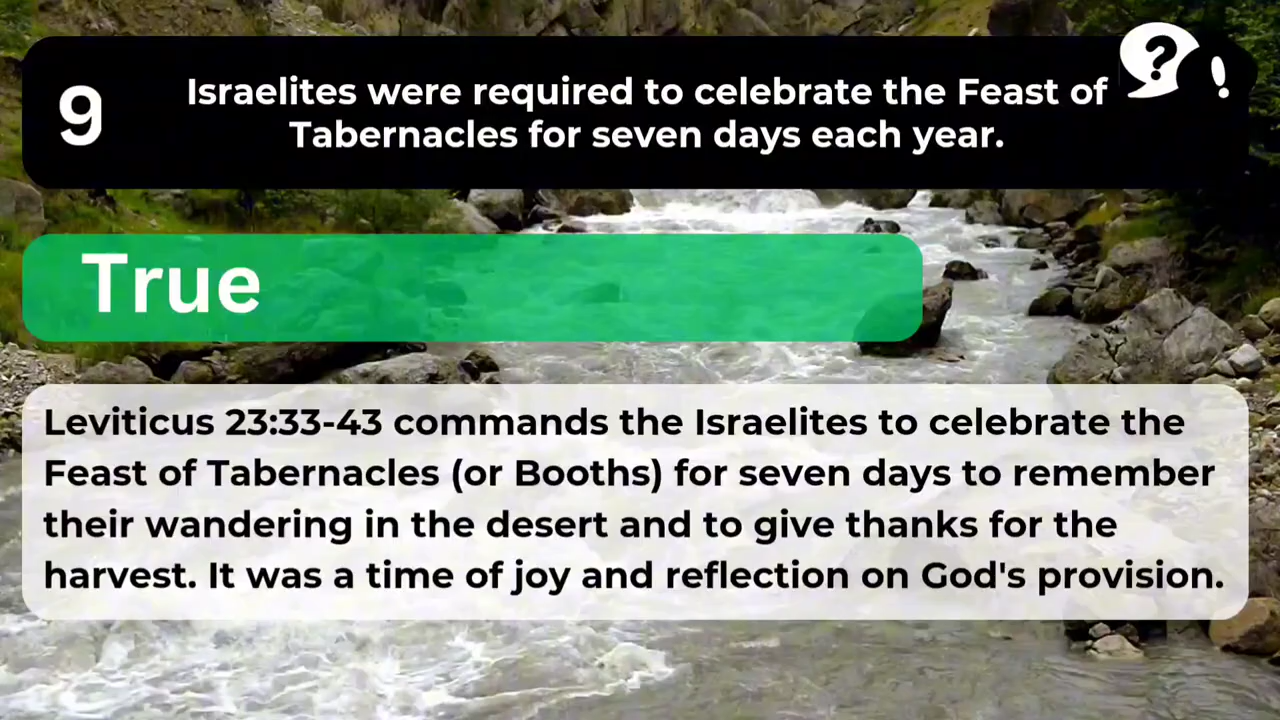 9
Israelites were required to celebrate the Feast of
Tabernacles for seven days each year.
?
!
True
Leviticus 23:33-43 commands the Israelites to celebrate the
Feast of Tabernacles (or Booths) for seven days to remember
their wandering in the desert and to give thanks for the
harvest. It was a time of joy and reflection on God's provision.